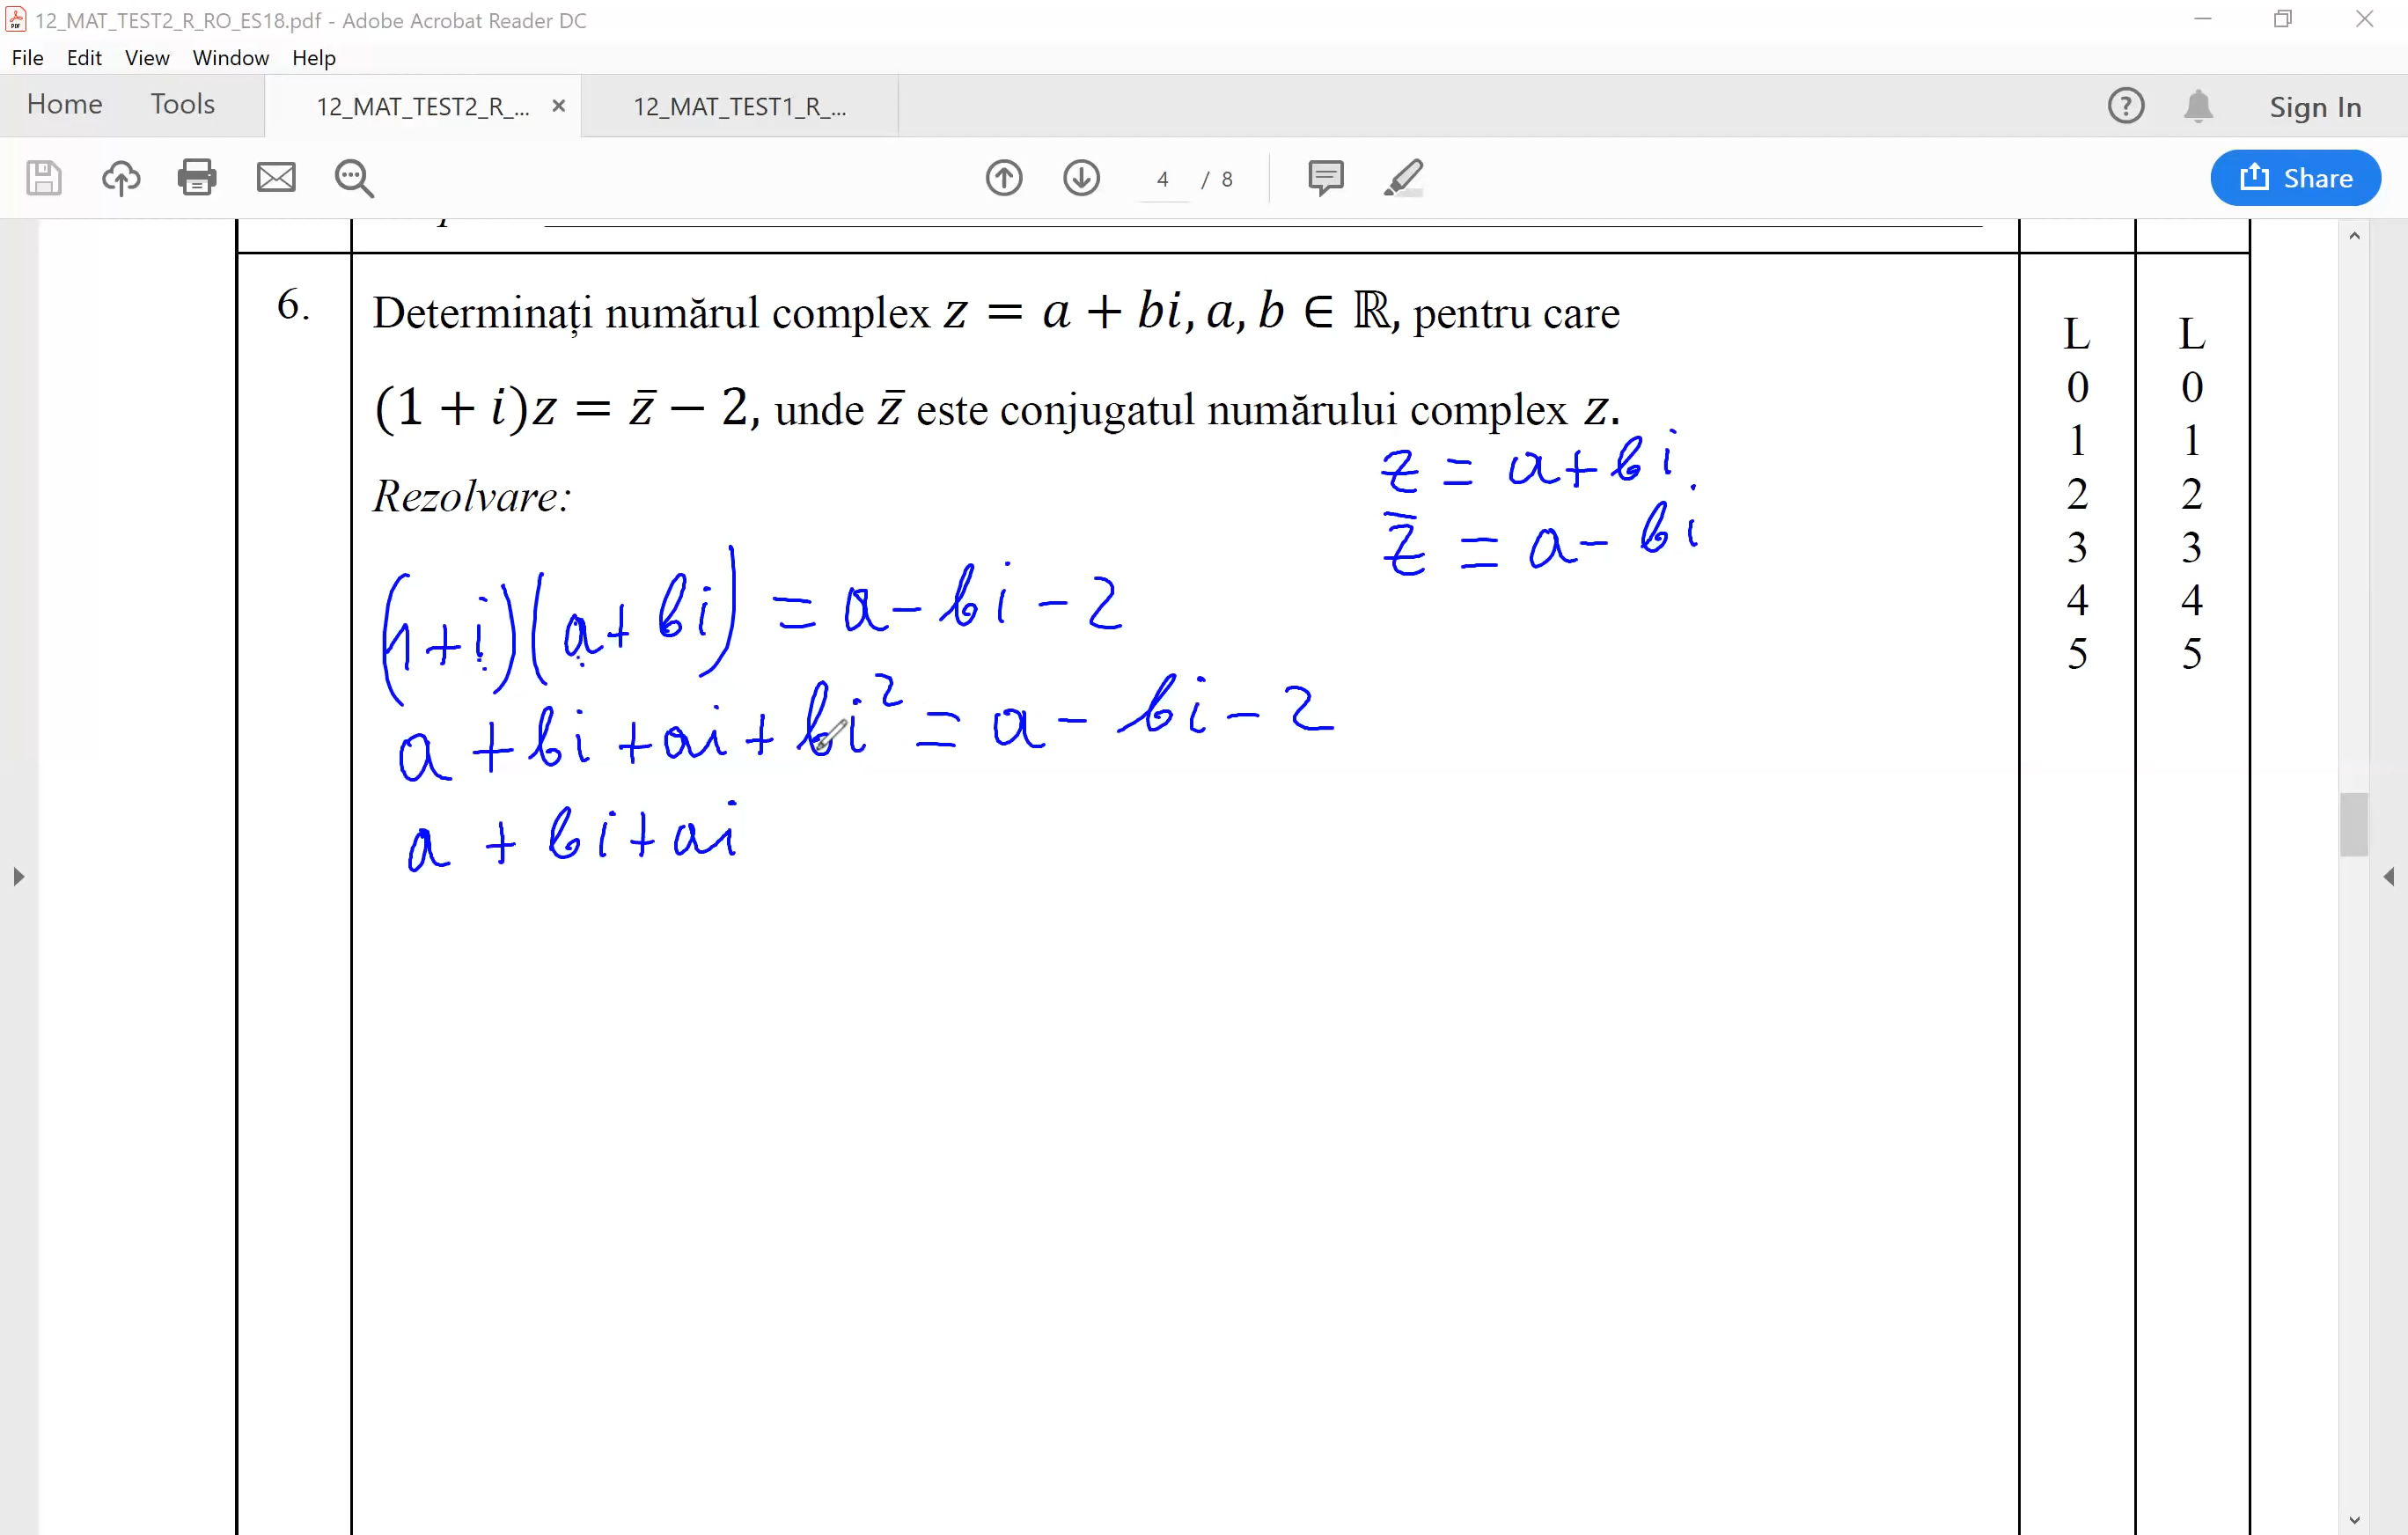 12_MAT_TEST2_R_RO_ES18.pdf - Adobe Acrobat Reader DC
File Edit View Window Help
Home Tools 12_MAT_TEST2_R_... × 12_MAT_TEST1_R_... Sign In
4 / 8 Share
6.
Determinați numărul complex z = a + bi, a, b ∈ ℝ, pentru care
(1 + i)z = z̄ − 2, unde z̄ este conjugatul numărului complex z.
Rezolvare:
z = a + bi
z̄ = a − bi
(1+i)(a+bi) = a − bi − 2
a + bi + ai + bi² = a − bi − 2
a + bi + ai
L L
0 0
1 1
2 2
3 3
4 4
5 5